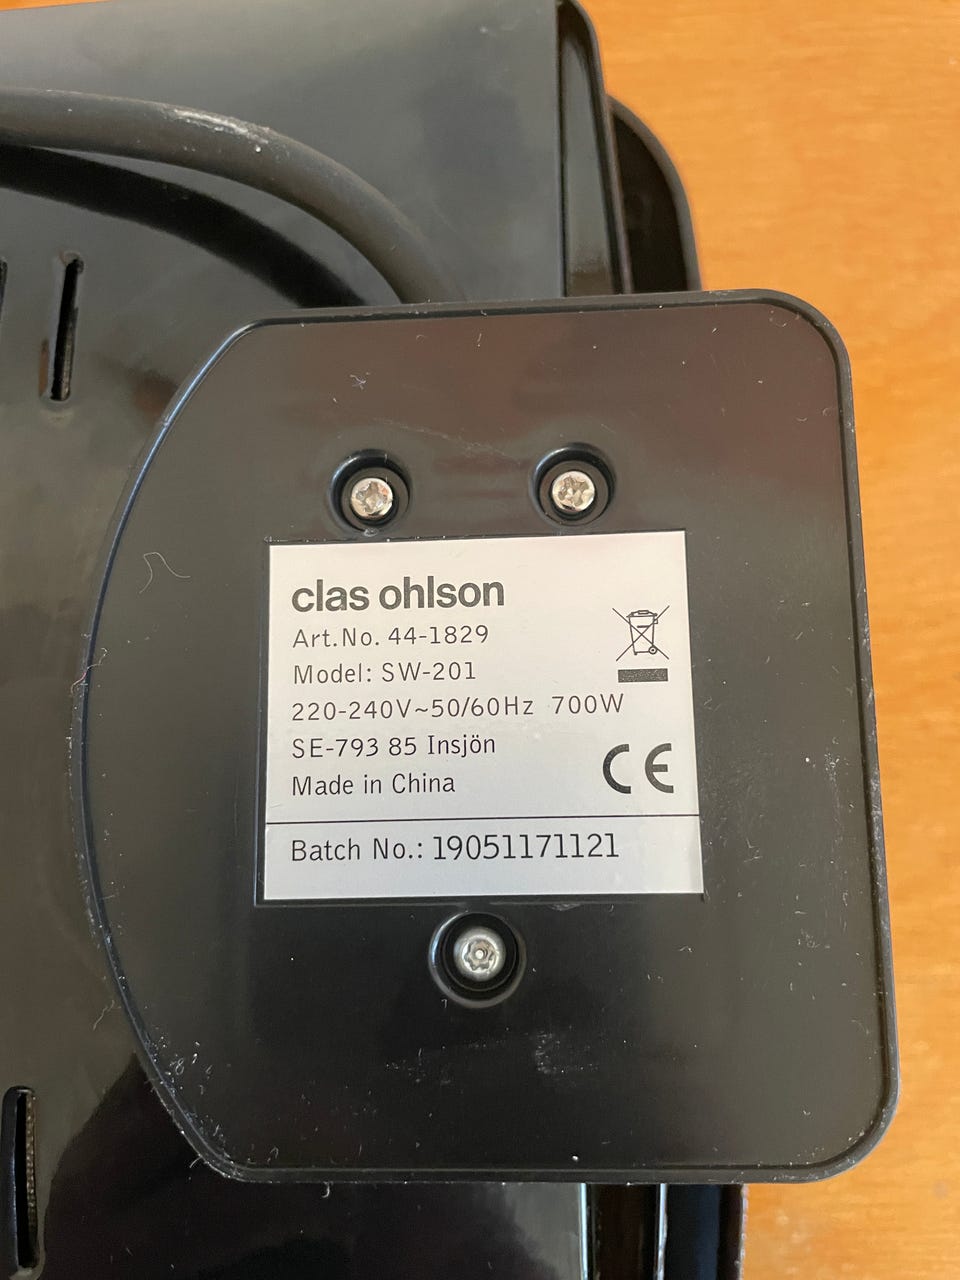 clas ohlson
Art.No. 44-1829
Model: SW-201
220-240V~50/60Hz 700W
SE-793 85 Insjön
Made in China
CE
Batch No.: 19051171121